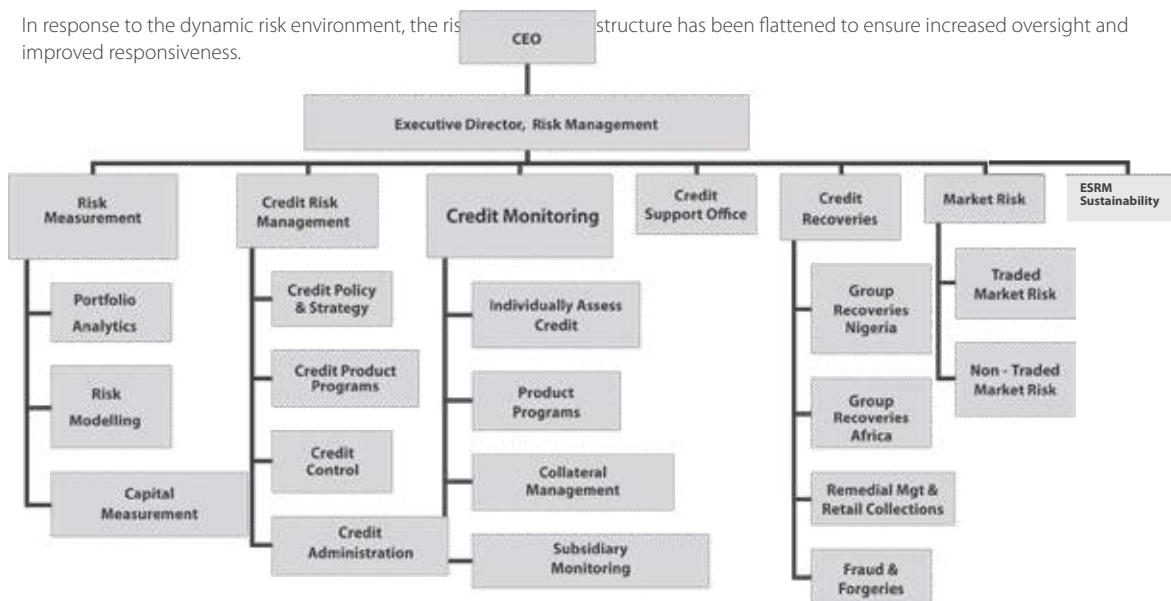 In response to the dynamic risk environment, the ris structure has been flattened to ensure increased oversight and
improved responsiveness.
CEO
Executive Director, Risk Management
Risk
Measurement
Portfolio
Analytics
Risk
Modelling
Capital
Measurement
Credit Risk
Management
Credit Policy
& Strategy
Credit Product
Programs
Credit
Control
Credit
Administration
Credit Monitoring
Individually Assess
Credit
Product
Programs
Collateral
Management
Subsidiary
Monitoring
Credit
Support Office
Credit
Recoveries
Group
Recoveries
Nigeria
Group
Recoveries
Africa
Remedial Mgt &
Retail Collections
Fraud &
Forgeries
Market Risk
Traded
Market Risk
Non - Traded
Market Risk
ESRM
Sustainability